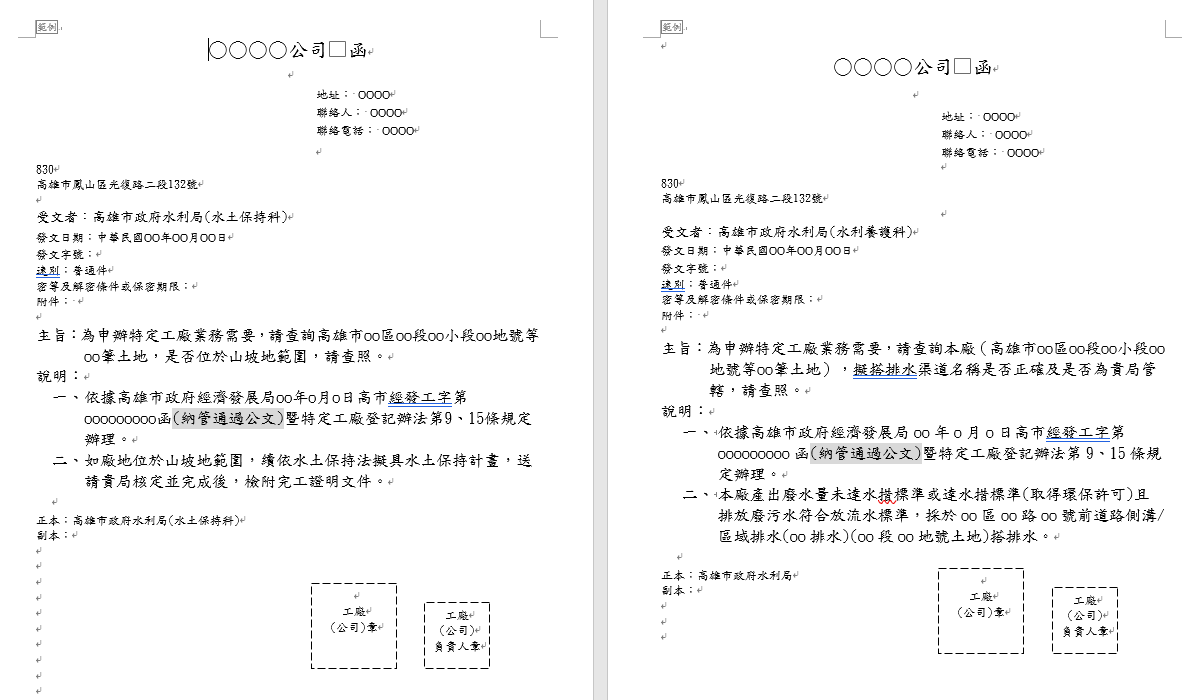 範例
○○○○公司□函
地址：OOOO
聯絡人：OOOO
聯絡電話：OOOO
830
高雄市鳳山區光復路二段132號
受文者：高雄市政府水利局(水土保持科)
發文日期：中華民國OO年OO月OO日
發文字號：
速別：普通件
密等及解密條件或保密期限：
附件：
主旨：為申辦特定工廠業務需要，請查詢高雄市oo區oo段oo小段oo地號等
oo筆土地，是否位於山坡地範圍，請查照。
說明：
一、依據高雄市政府經濟發展局oo年o月o日高市經發工字第
ooooooooo函(納管通過公文)暨特定工廠登記辦法第9、15條規定
辦理。
二、如廠地位於山坡地範圍，續依水土保持法擬具水土保持計畫，送
請貴局核定並完成後，檢附完工證明文件。
正本：高雄市政府水利局(水土保持科)
副本：
工廠
(公司)章
工廠
(公司)
負責人章
範例
○○○○公司□函
地址：OOOO
聯絡人：OOOO
聯絡電話：OOOO
830
高雄市鳳山區光復路二段132號
受文者：高雄市政府水利局(水利養護科)
發文日期：中華民國OO年OO月OO日
發文字號：
速別：普通件
密等及解密條件或保密期限：
附件：
主旨：為申辦特定工廠業務需要，請查詢本廠（高雄市oo區oo段oo小段oo
地號等oo筆土地），擬搭排水渠道名稱是否正確及是否為貴局管
轄，請查照。
說明：
一、依據高雄市政府經濟發展局 oo 年 o 月 o 日高市經發工字第
ooooooooo 函(納管通過公文)暨特定工廠登記辦法第 9、15 條規
定辦理。
二、本廠產出廢水量未達水措標準或達水措標準(取得環保許可)且
排放廢污水符合放流水標準，採於 oo 區 oo 路 oo 號前道路側溝/
區域排水(oo 排水)(oo 段 oo 地號土地)搭排水。
正本：高雄市政府水利局
副本：
工廠
(公司)章
工廠
(公司)
負責人章